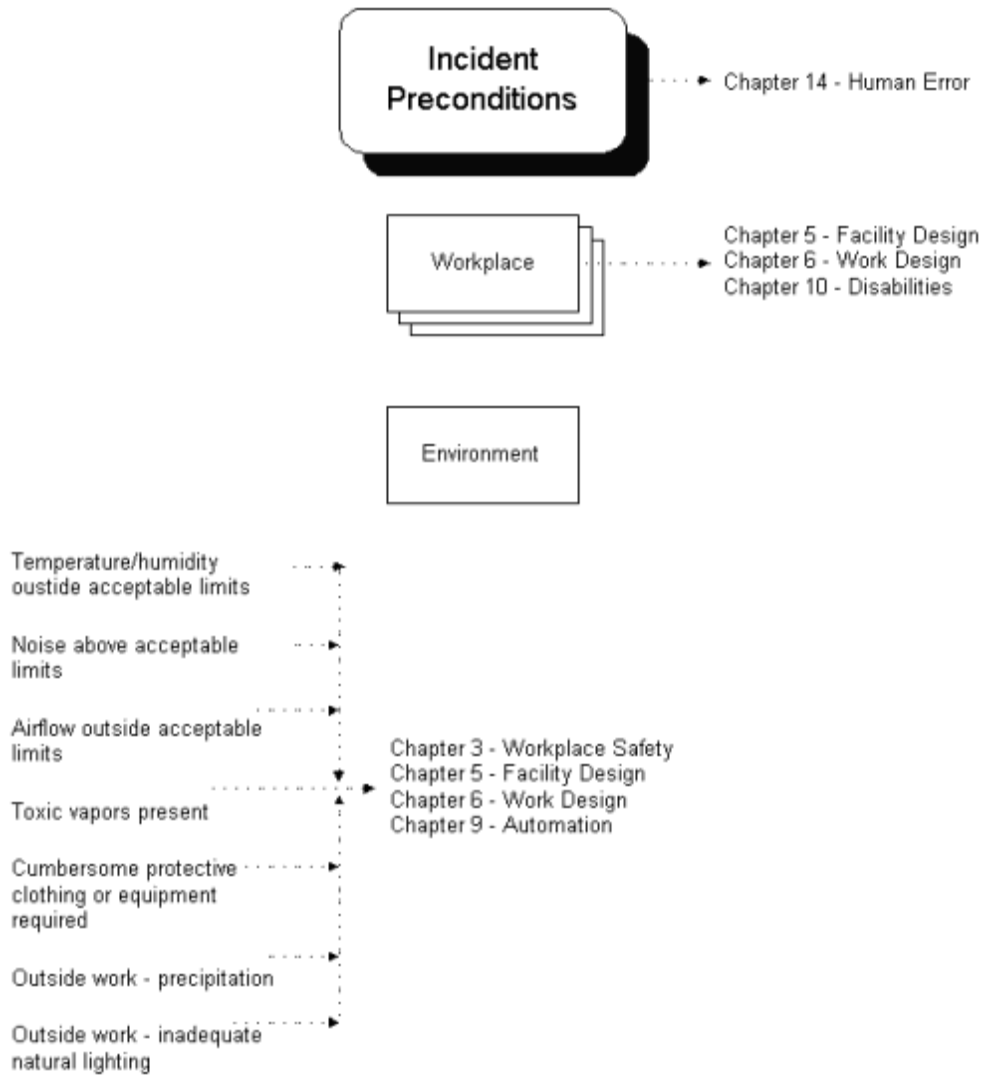 Incident
Preconditions
Chapter 14 - Human Error
Workplace
Chapter 5 - Facility Design
Chapter 6 - Work Design
Chapter 10 - Disabilities
Environment
Temperature/humidity
oustide acceptable limits
Noise above acceptable
limits
Airflow outside acceptable
limits
Toxic vapors present
Cumbersome protective
clothing or equipment
required
Outside work - precipitation
Outside work - inadequate
natural lighting
Chapter 3 - Workplace Safety
Chapter 5 - Facility Design
Chapter 6 - Work Design
Chapter 9 - Automation